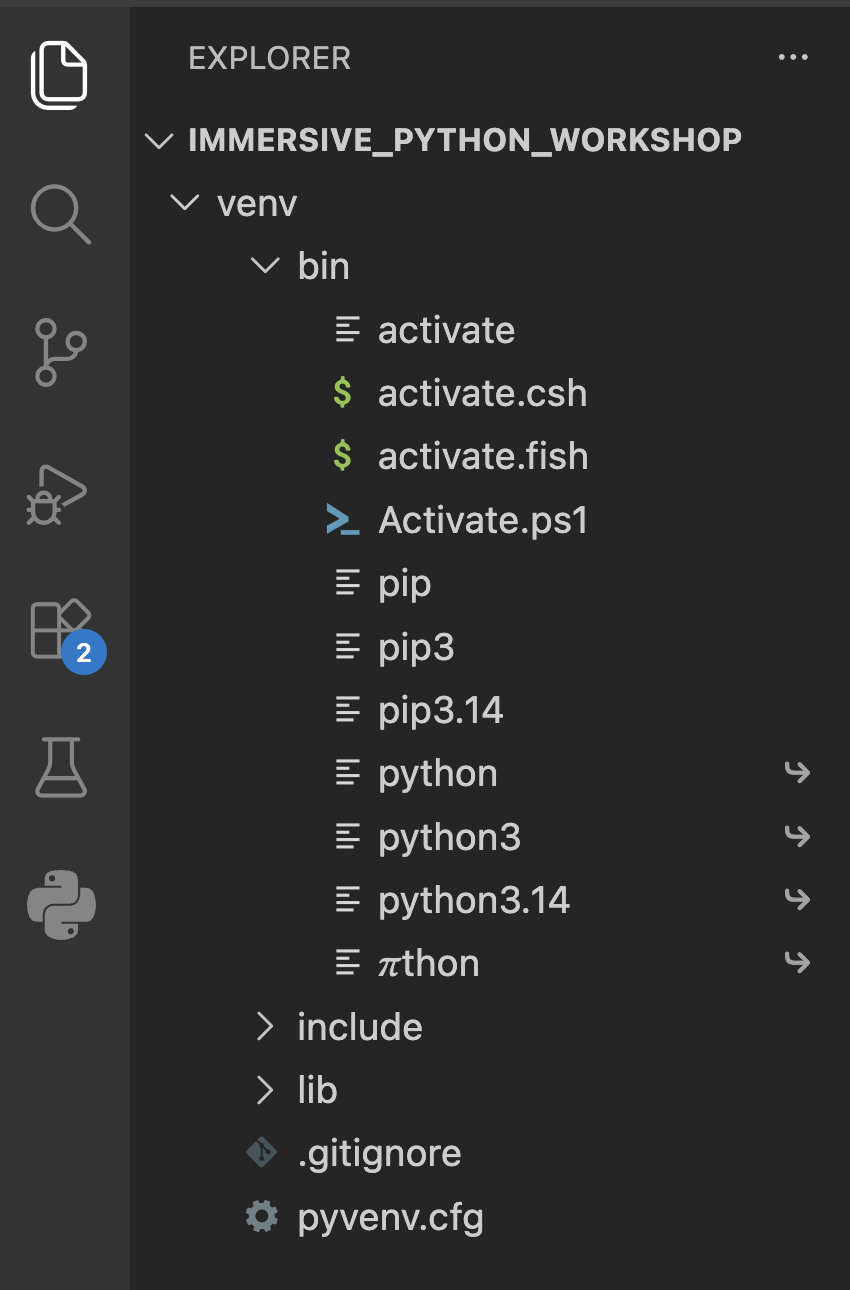 EXPLORER
IMMERSIVE_PYTHON_WORKSHOP
venv
bin
activate
$ activate.csh
$ activate.fish
Activate.ps1
pip
pip3
2
pip3.14
python
python3
python3.14
𝜋thon
include
lib
.gitignore
pyvenv.cfg